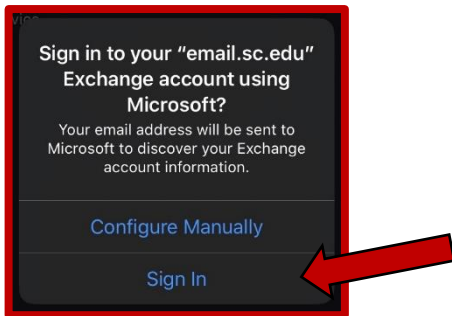 Sign in to your “email.sc.edu”
Exchange account using
Microsoft?
Your email address will be sent to
Microsoft to discover your Exchange
account information.
Configure Manually
Sign In